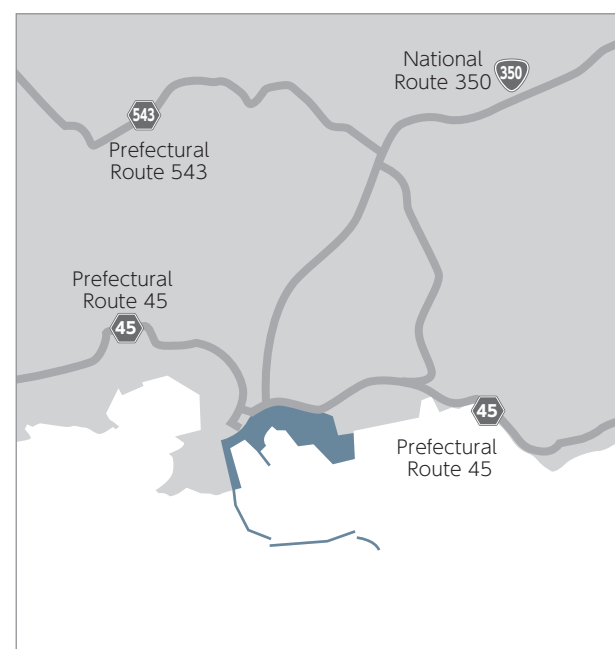 National
Route 350
350
543
Prefectural
Route 543
Prefectural
Route 45
45
45
Prefectural
Route 45